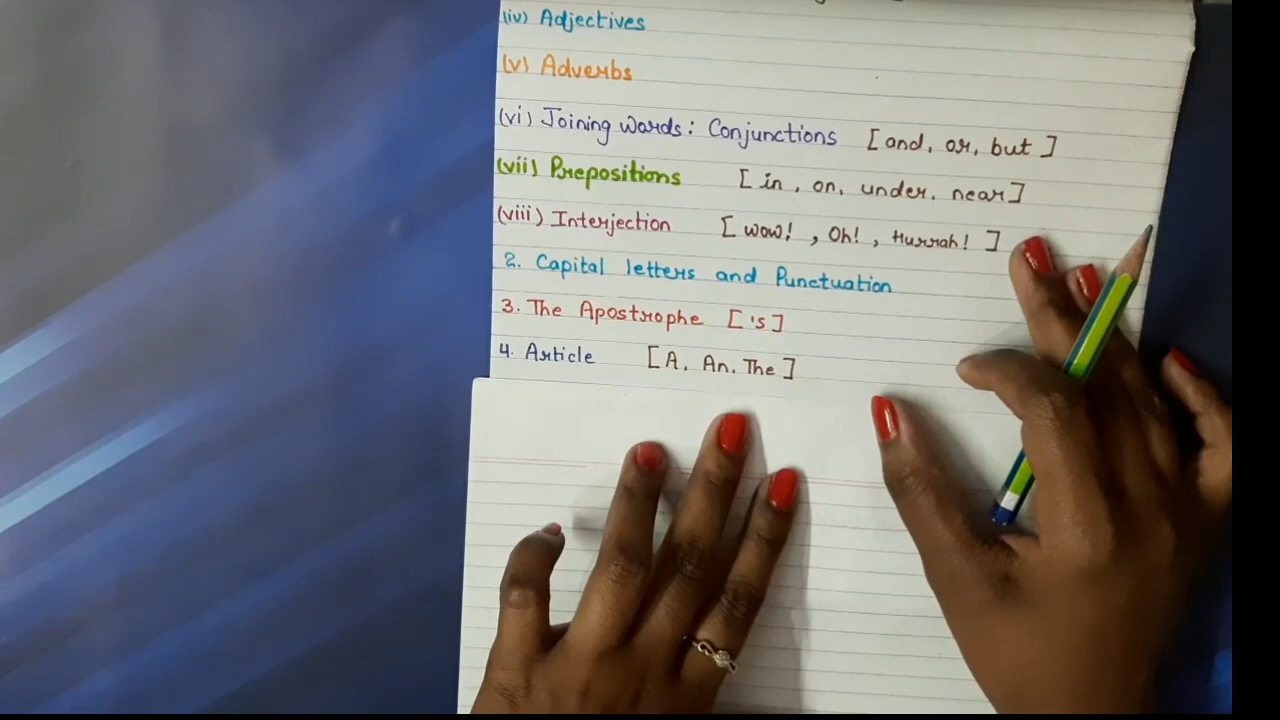 (iv) Adjectives
(v) Adverbs
(vi) Joining words: Conjunctions [and, or, but]
(vii) Prepositions [in, on, under, near]
(viii) Interjection [wow!, Oh!, Hurrah!]
2. Capital letters and Punctuation
3. The Apostrophe ['s]
4. Article [A, An, The]